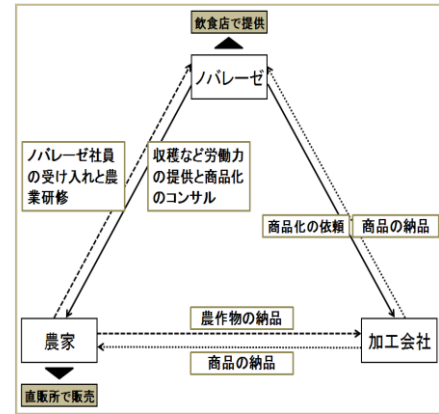 飲食店で提供
ノバレーゼ
ノバレーゼ社員
の受け入れと農
業研修
収穫など労働力
の提供と商品化
のコンサル
商品化の依頼
商品の納品
農作物の納品
農家
加工会社
商品の納品
直販所で販売